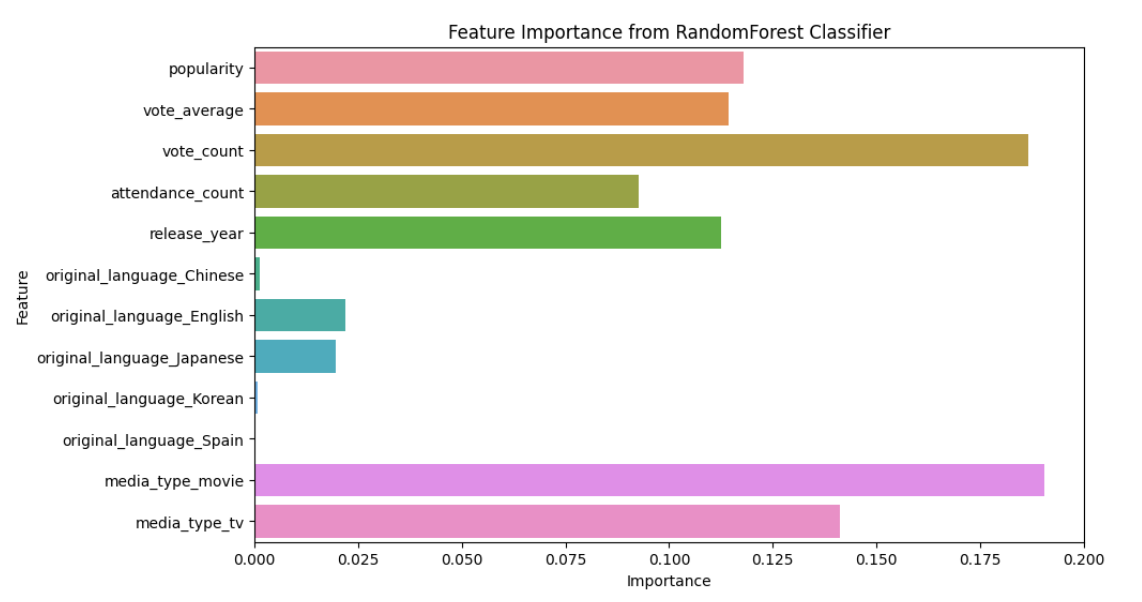 Feature Importance from RandomForest Classifier
popularity
vote_average
vote_count
attendance_count
release_year
original_language_Chinese
original_language_English
original_language_Japanese
original_language_Korean
original_language_Spain
media_type_movie
media_type_tv
Feature
0.000 0.025 0.050 0.075 0.100 0.125 0.150 0.175 0.200
Importance